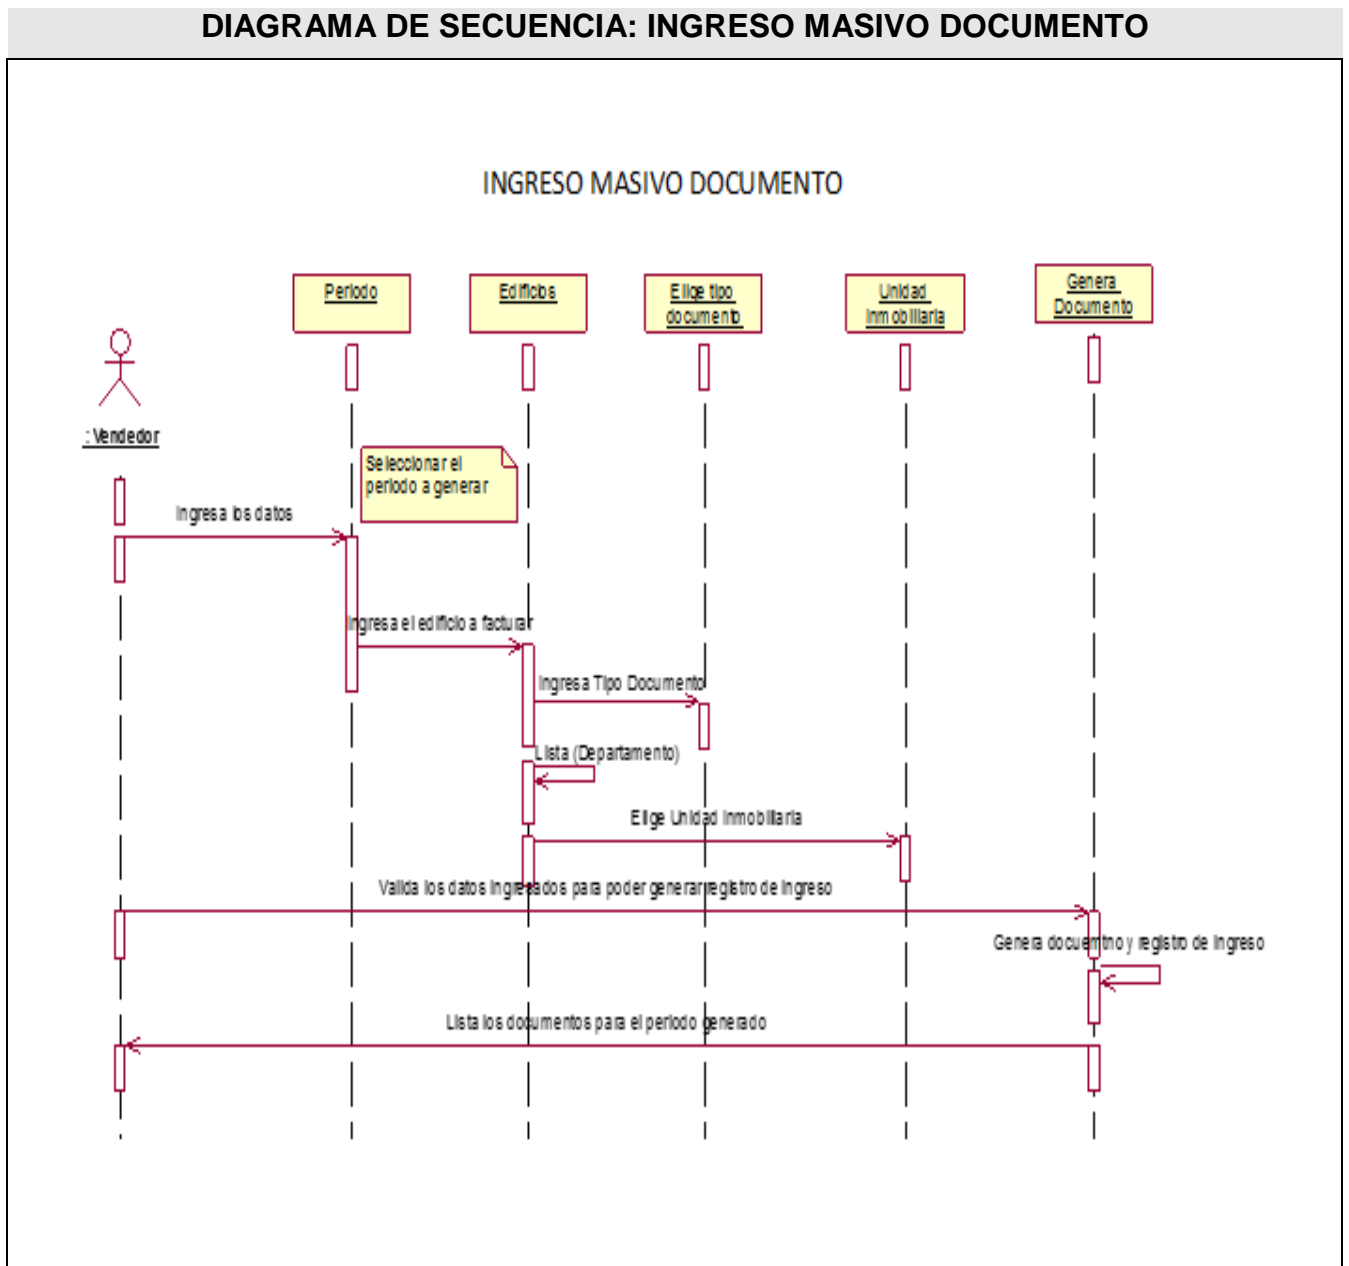 DIAGRAMA DE SECUENCIA: INGRESO MASIVO DOCUMENTO
INGRESO MASIVO DOCUMENTO
Periodo
Edificios
Elige tipo
documento
Unidad
Inmobiliaria
Genera
Documento
: Vendedor
Seleccionar el
periodo a generar
Ingresa los datos
Ingresa el edificio a facturar
Ingresa Tipo Documento
Lista (Departamento)
Elige Unidad Inmobiliaria
Valida los datos ingresados para poder generar registro de ingreso
Genera docuemtno y registro de ingreso
Lista los documentos para el periodo generado